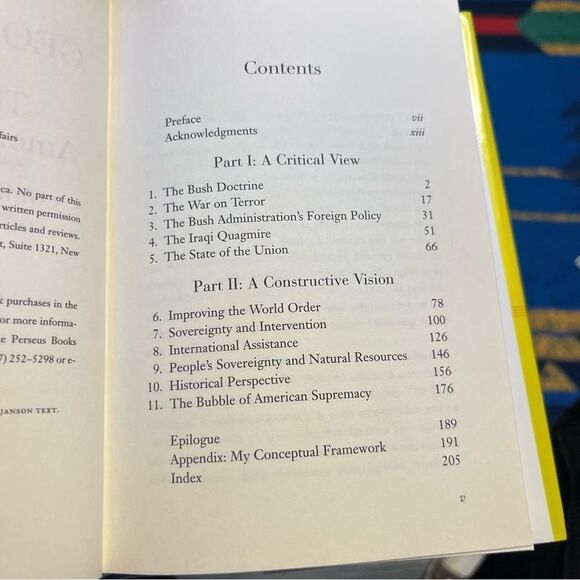 GEO
fairs
ica. No part of this
written permission
rticles and reviews.
t, Suite 1321, New
k purchases in the
or more informa-
e Perseus Books
7) 252–5298 or e-
JANSON TEXT.
Contents
Preface vii
Acknowledgments xiii
Part I: A Critical View
1. The Bush Doctrine 2
2. The War on Terror 17
3. The Bush Administration's Foreign Policy 31
4. The Iraqi Quagmire 51
5. The State of the Union 66
Part II: A Constructive Vision
6. Improving the World Order 78
7. Sovereignty and Intervention 100
8. International Assistance 126
9. People's Sovereignty and Natural Resources 146
10. Historical Perspective 156
11. The Bubble of American Supremacy 176
Epilogue 189
Appendix: My Conceptual Framework 191
Index 205
v